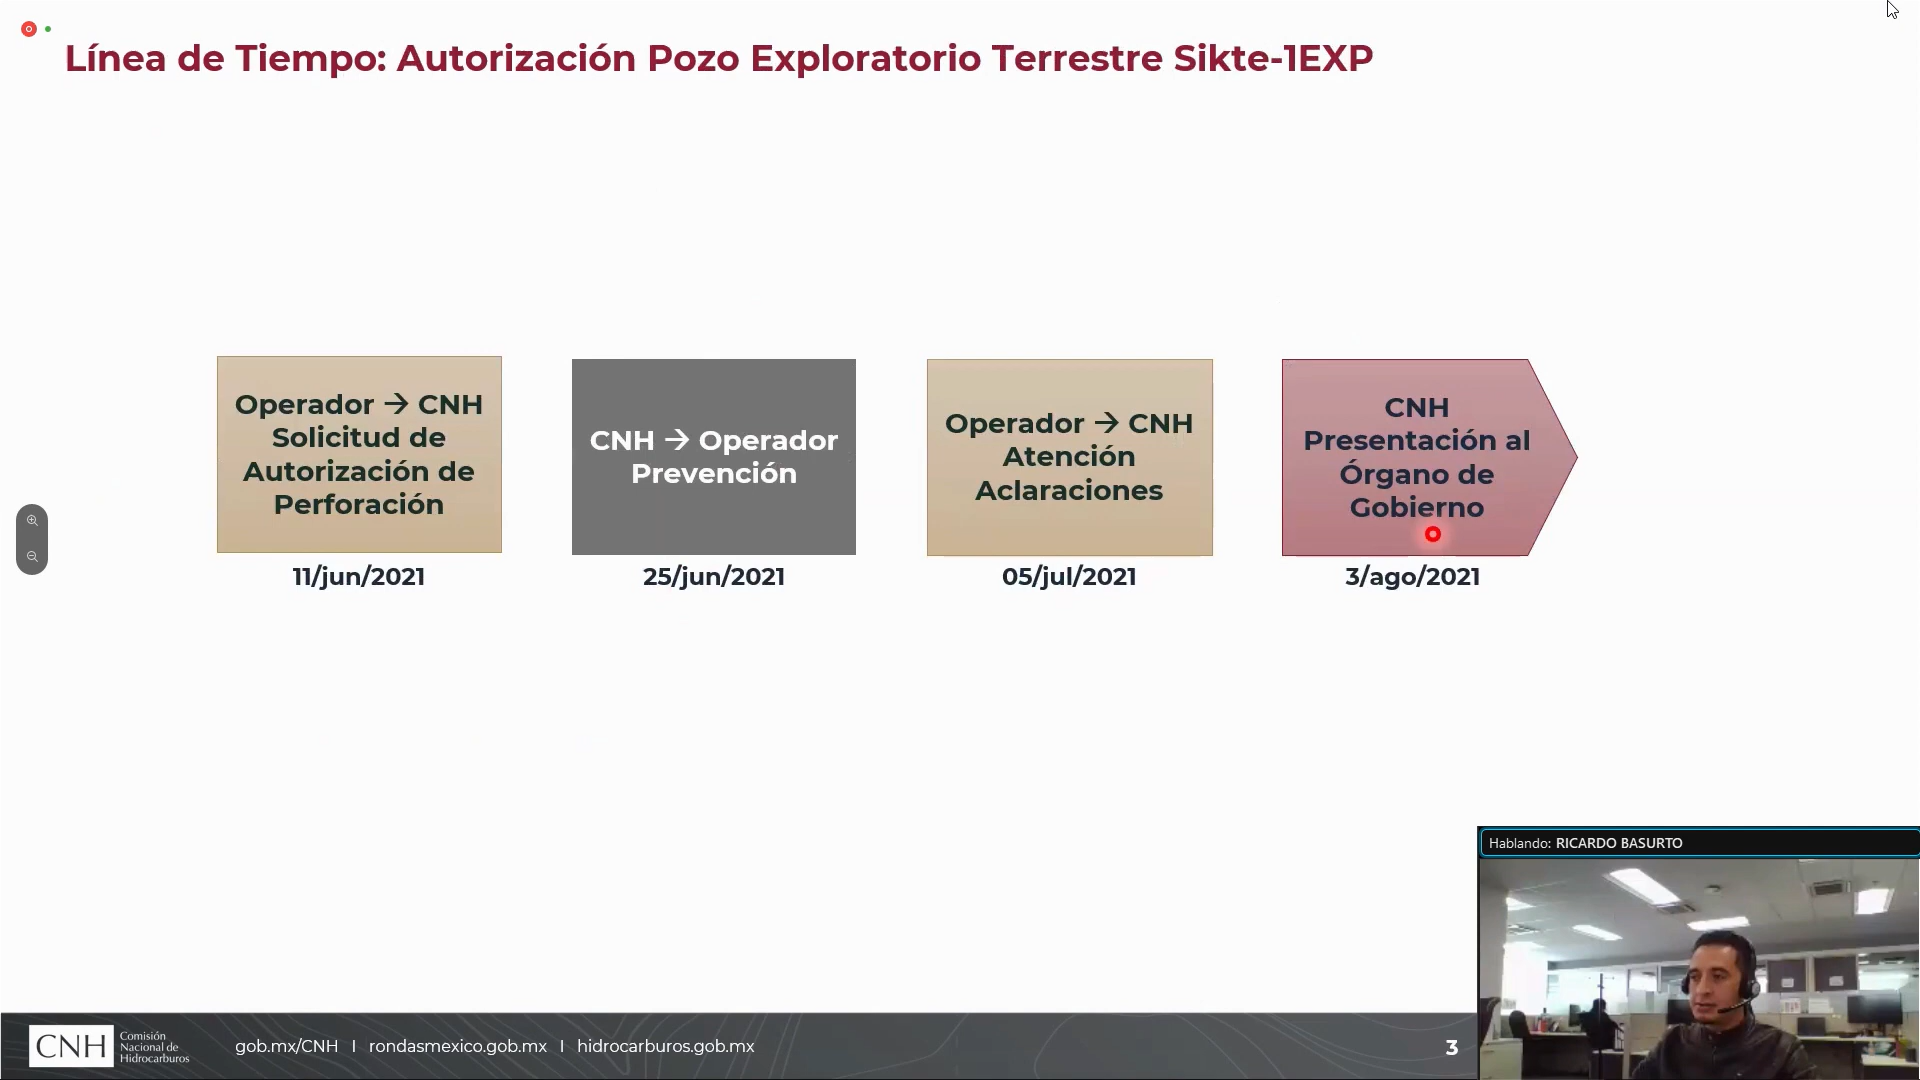 Línea de Tiempo: Autorización Pozo Exploratorio Terrestre Sikte-1EXP
Operador → CNH
Solicitud de
Autorización de
Perforación
11/jun/2021
CNH → Operador
Prevención
25/jun/2021
Operador → CNH
Atención
Aclaraciones
05/jul/2021
CNH
Presentación al
Órgano de
Gobierno
3/ago/2021
Hablando: RICARDO BASURTO
CNH
Comisión
Nacional de
Hidrocarburos
gob.mx/CNH I rondasmexico.gob.mx I hidrocarburos.gob.mx
3